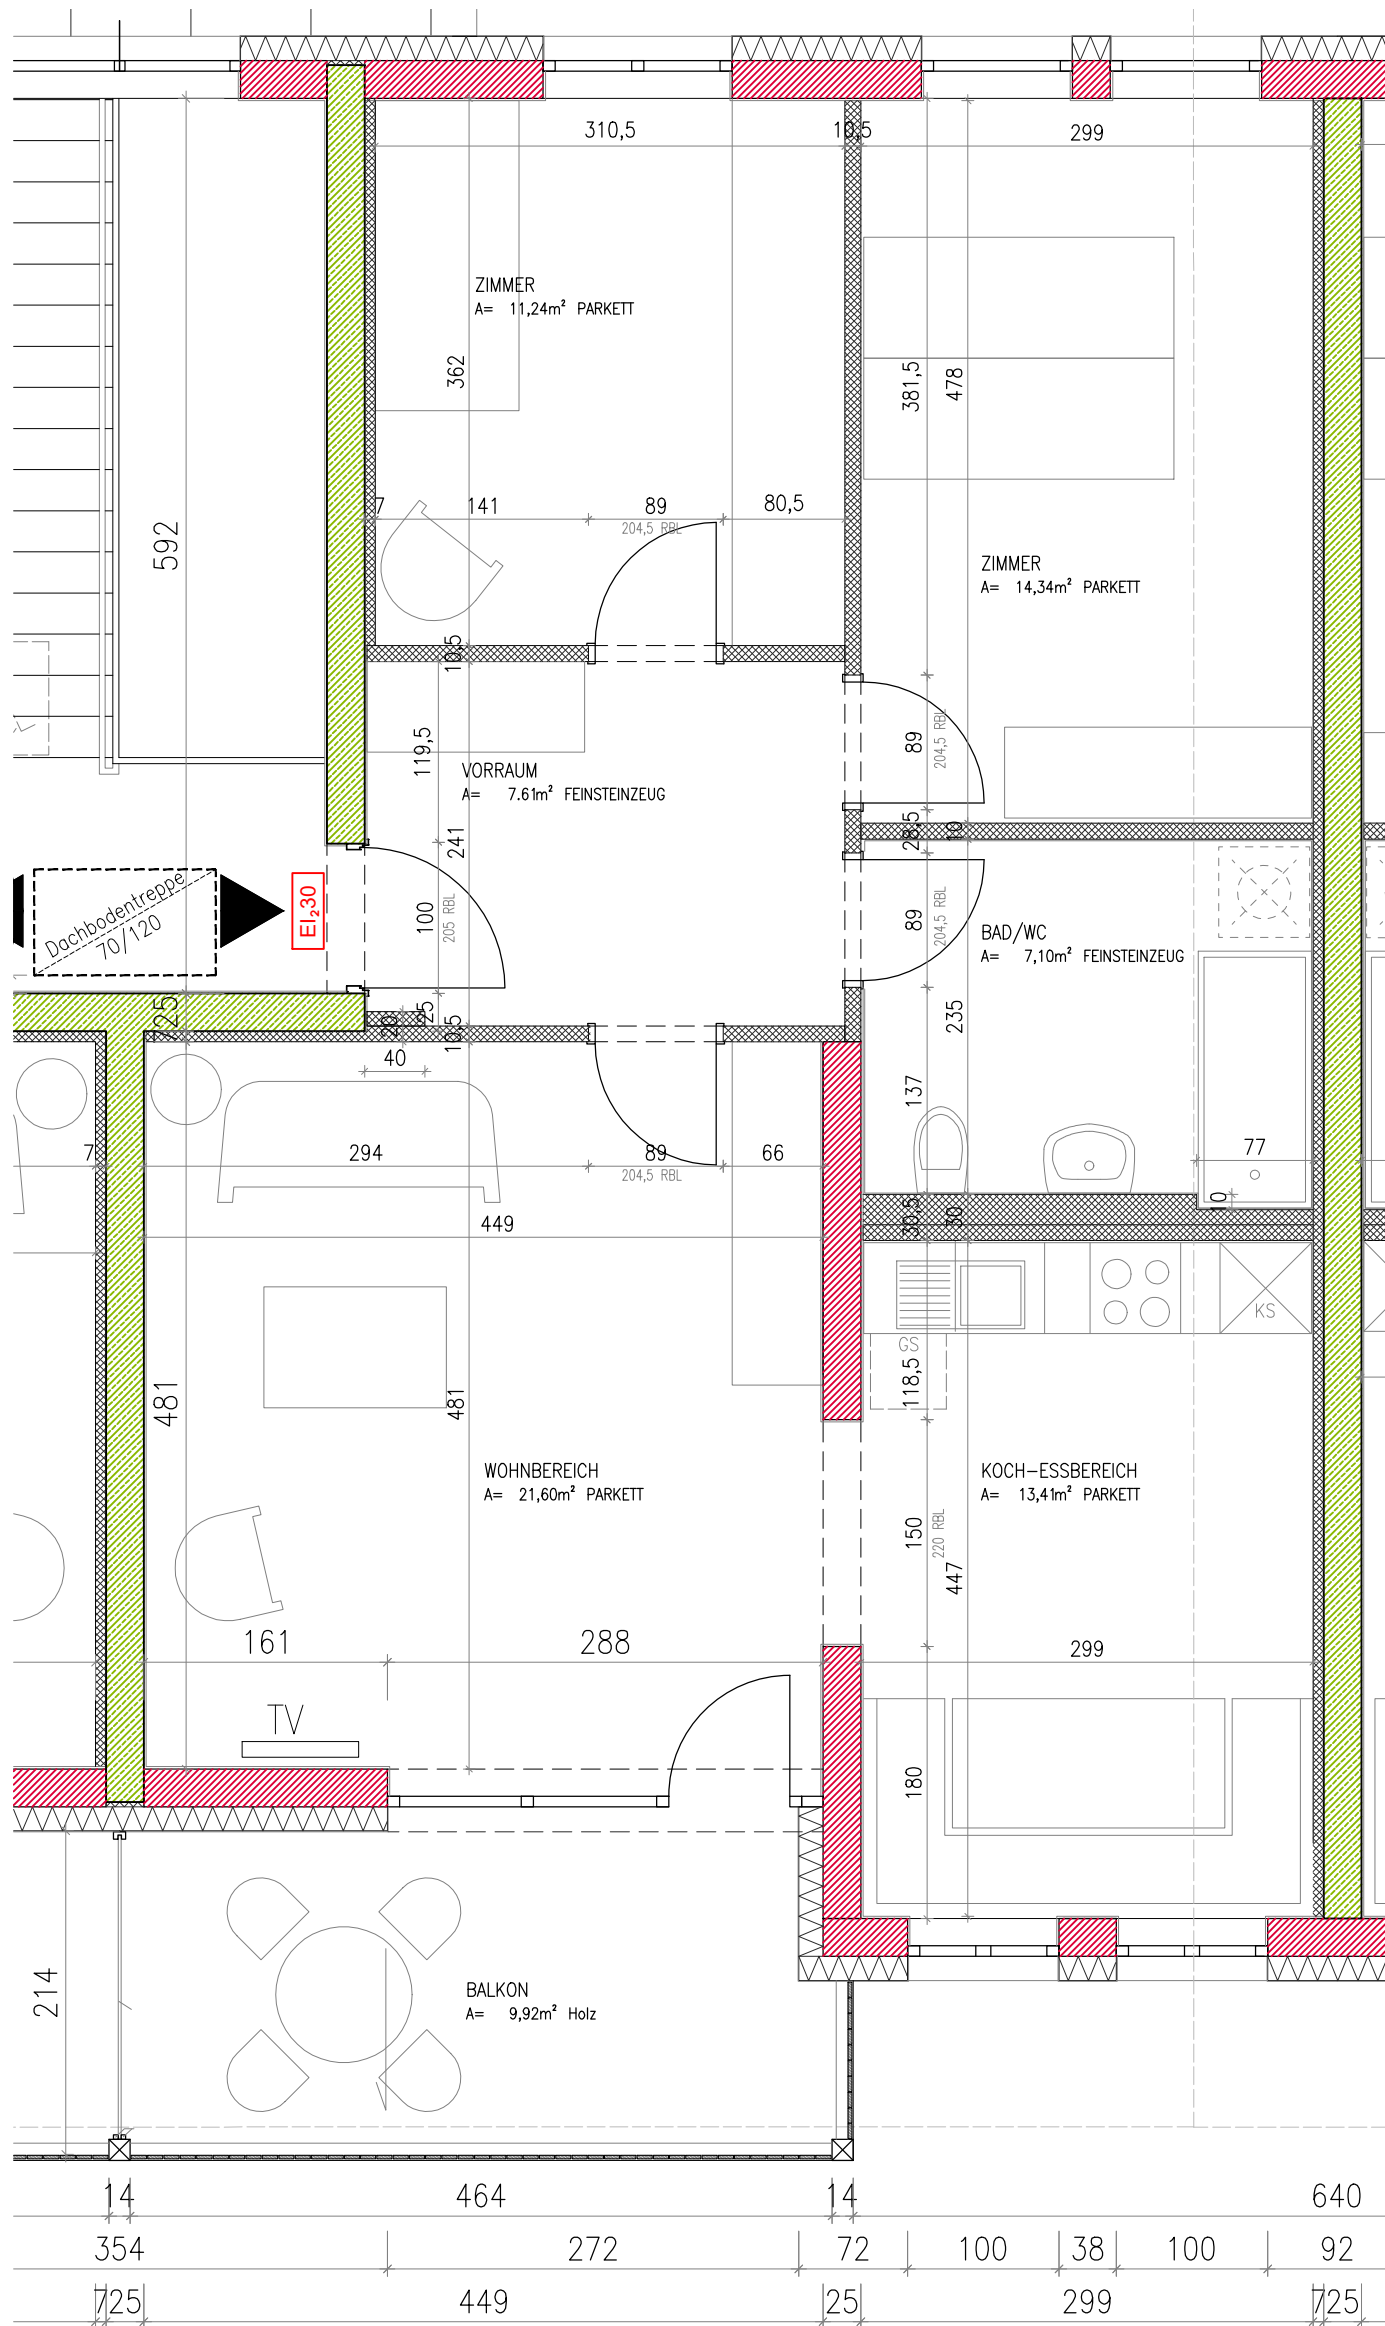 310,5
10,5
299
ZIMMER
A= 11,24m² PARKETT
362
381,5
478
592
7
141
89
204,5 RBL
80,5
ZIMMER
A= 14,34m² PARKETT
10,5
119,5
VORRAUM
A= 7.61m² FEINSTEINZEUG
241
89
204,5 RBL
28,5
10
Dachbodentreppe
70/120
EI₂30
100
205 RBL
89
204,5 RBL
BAD/WC
A= 7,10m² FEINSTEINZEUG
235
725
20
25
10,5
40
137
7
294
89
204,5 RBL
66
77
449
30,5
30
10
KS
GS
118,5
481
481
WOHNBEREICH
A= 21,60m² PARKETT
KOCH-ESSBEREICH
A= 13,41m² PARKETT
150
220 RBL
447
161
288
299
TV
180
214
BALKON
A= 9,92m² Holz
14
464
14
640
354
272
72
100
38
100
92
725
449
25
299
725